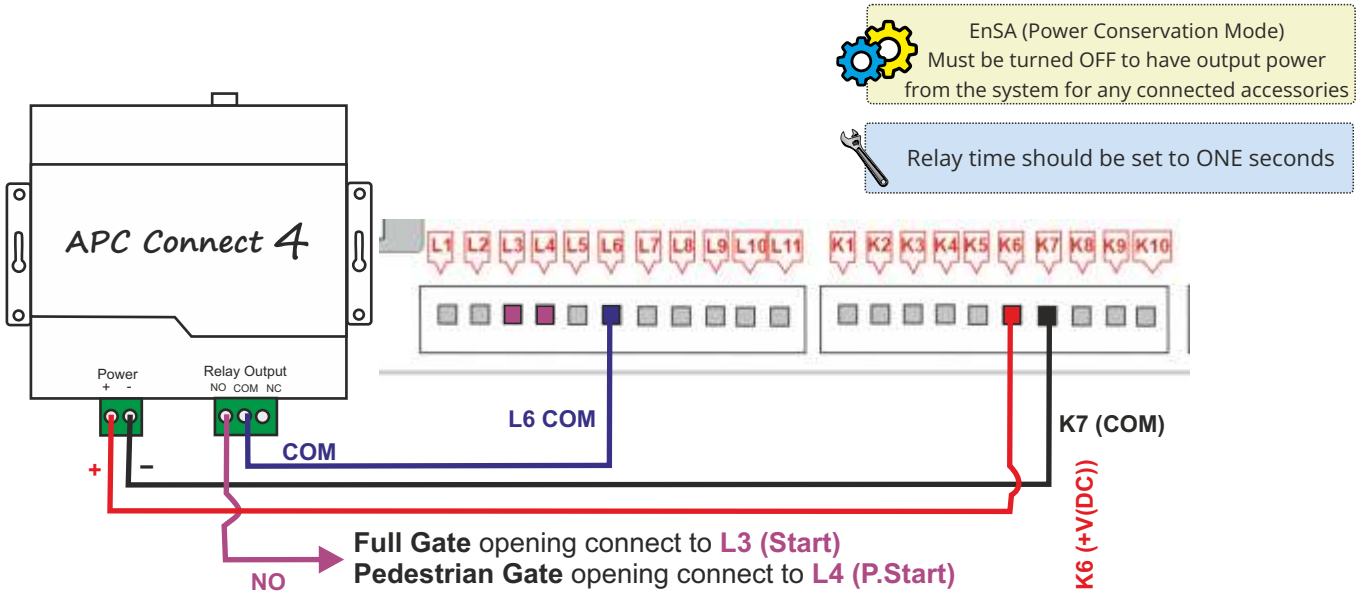 EnSA (Power Conservation Mode)
Must be turned OFF to have output power
from the system for any connected accessories
Relay time should be set to ONE seconds
APC Connect 4
L1 L2 L3 L4 L5 L6 L7 L8 L9 L10 L11
K1 K2 K3 K4 K5 K6 K7 K8 K9 K10
Power
+ -
Relay Output
NO COM NC
L6 COM
K7 (COM)
COM
+ –
K6 (+V(DC))
Full Gate opening connect to L3 (Start)
Pedestrian Gate opening connect to L4 (P.Start)
NO